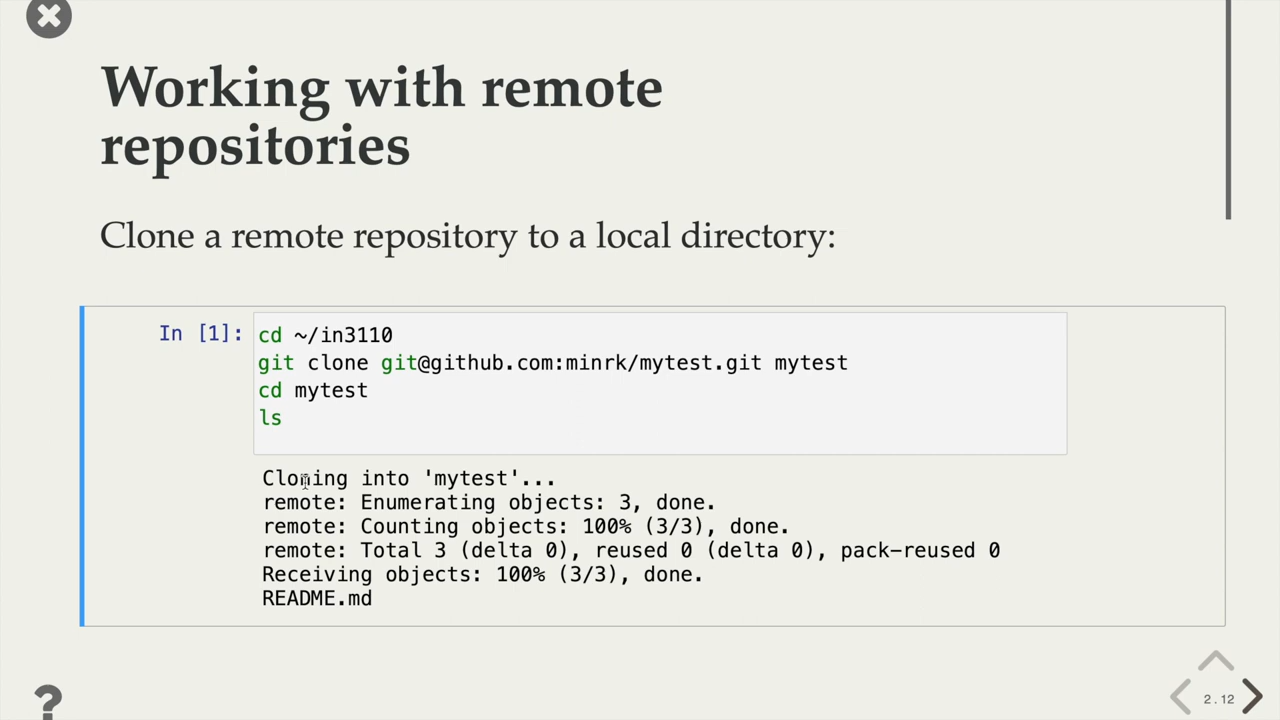 Working with remote
repositories
Clone a remote repository to a local directory:
In [1]:
cd ~/in3110
git clone git@github.com:minrk/mytest.git mytest
cd mytest
ls
Cloning into 'mytest'...
remote: Enumerating objects: 3, done.
remote: Counting objects: 100% (3/3), done.
remote: Total 3 (delta 0), reused 0 (delta 0), pack-reused 0
Receiving objects: 100% (3/3), done.
README.md
?
2.12